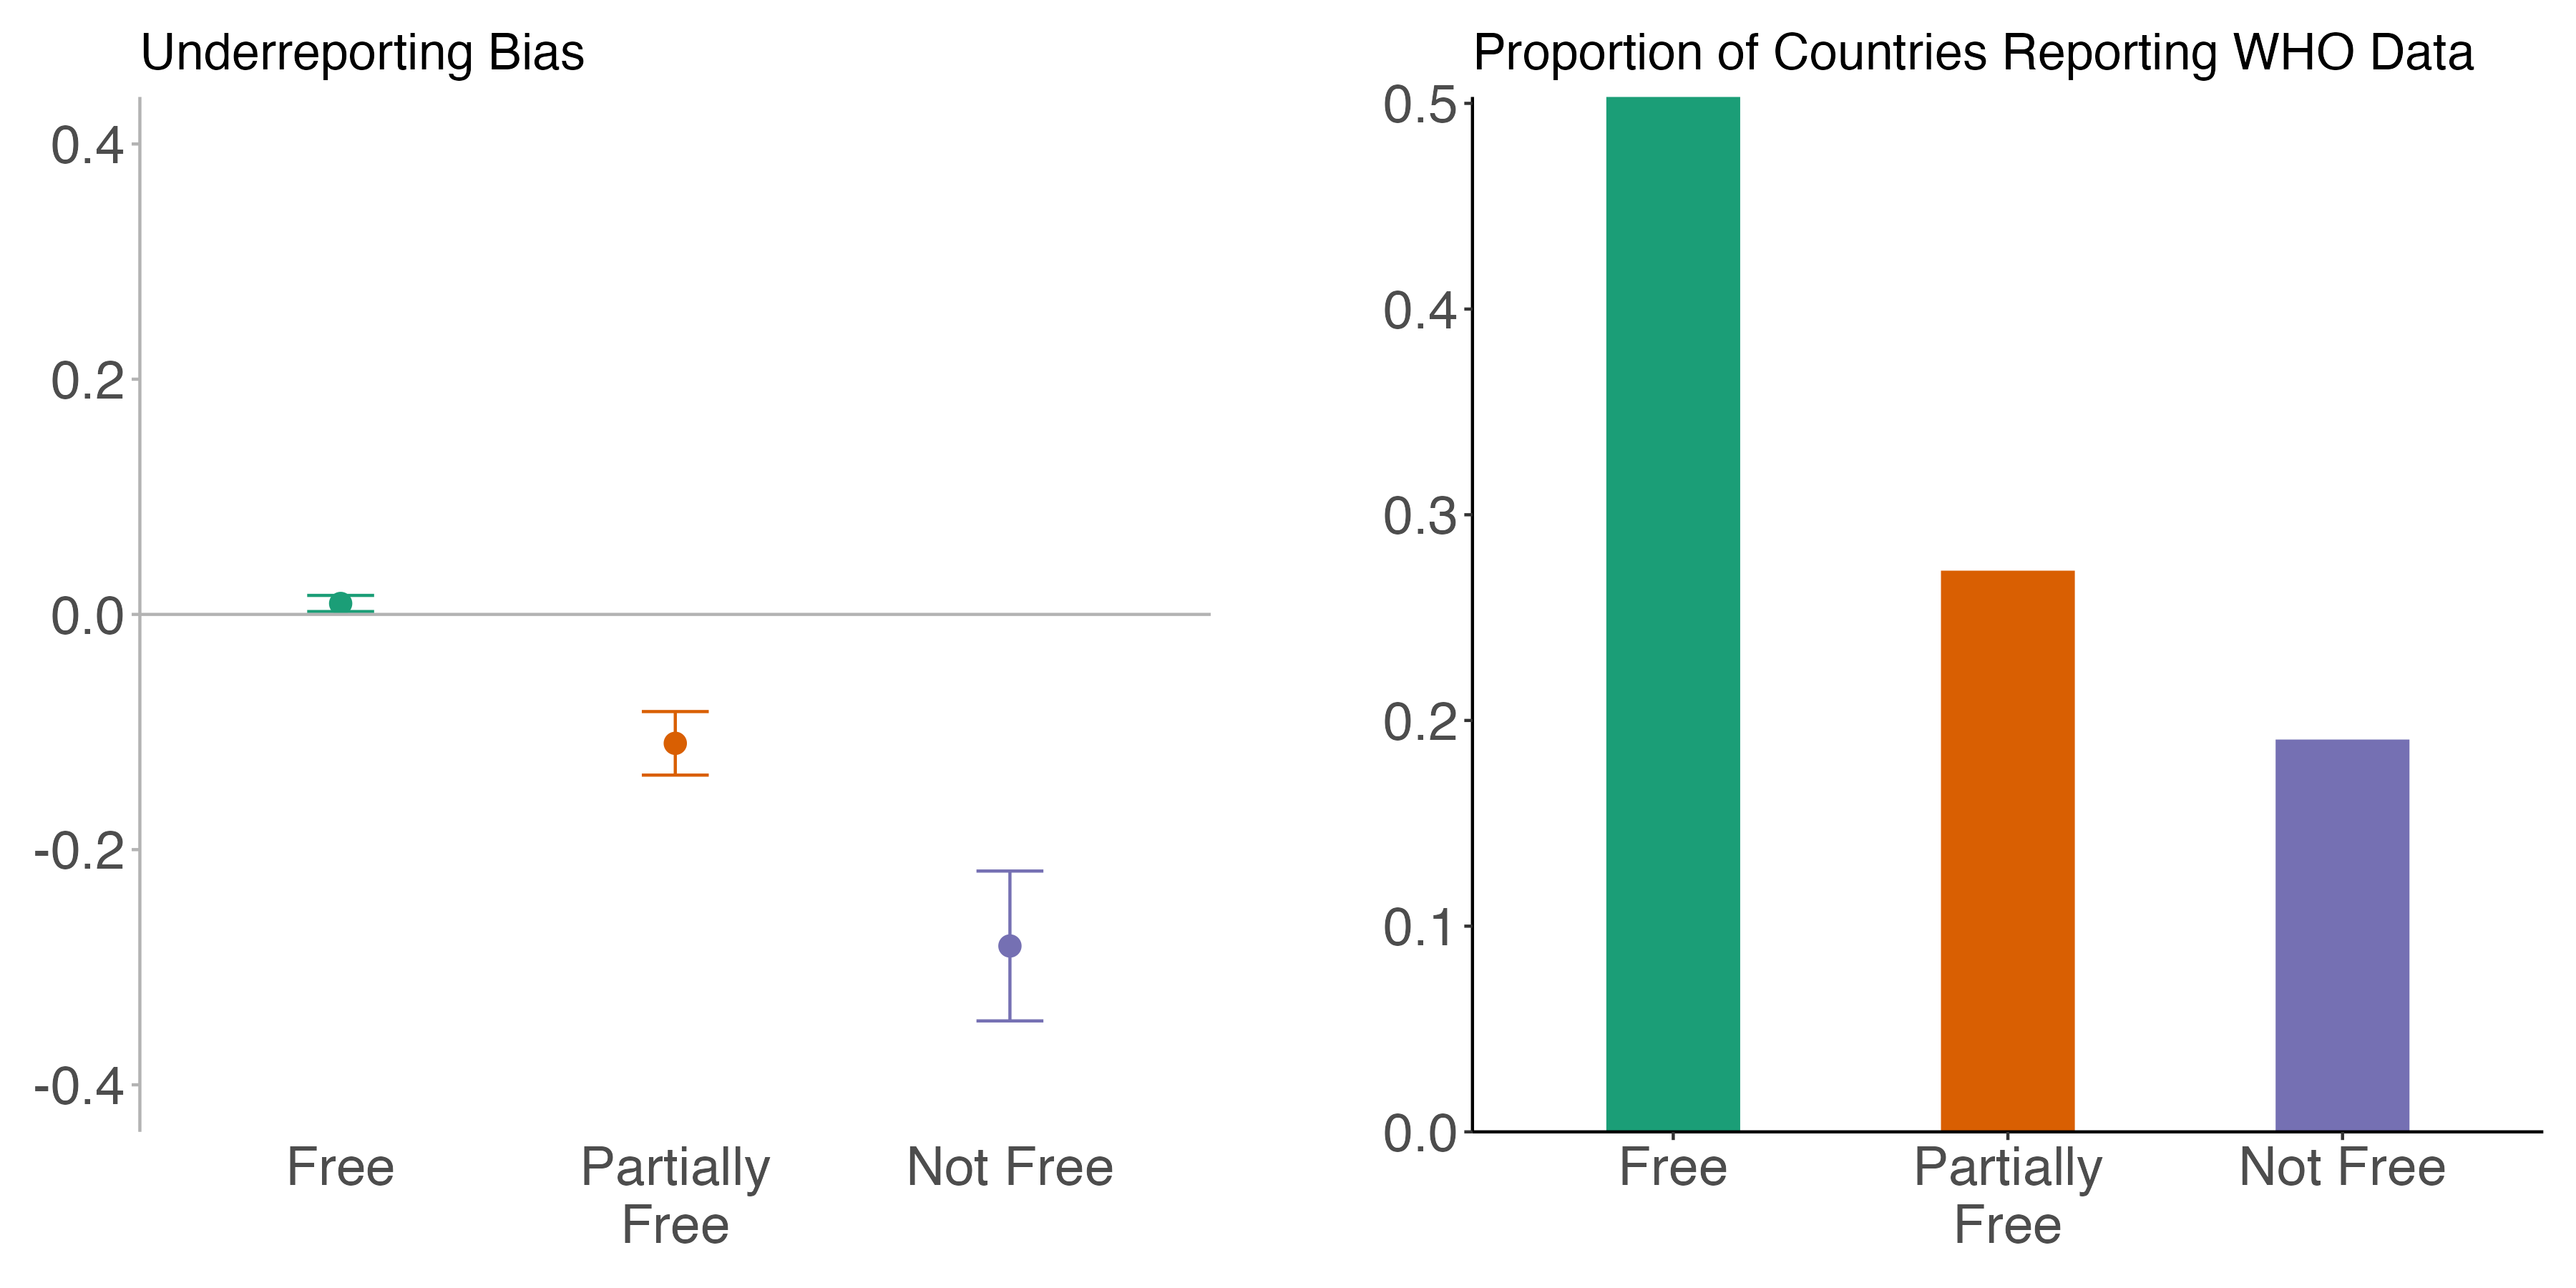 Underreporting Bias
0.4
0.2
0.0
-0.2
-0.4
Free
Partially
Free
Not Free
Proportion of Countries Reporting WHO Data
0.5
0.4
0.3
0.2
0.1
0.0
Free
Partially
Free
Not Free